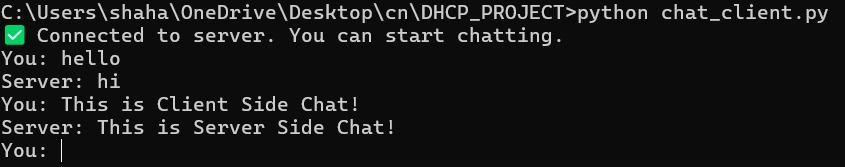 C:\Users\shaha\OneDrive\Desktop\cn\DHCP_PROJECT>python chat_client.py
✅ Connected to server. You can start chatting.
You: hello
Server: hi
You: This is Client Side Chat!
Server: This is Server Side Chat!
You: